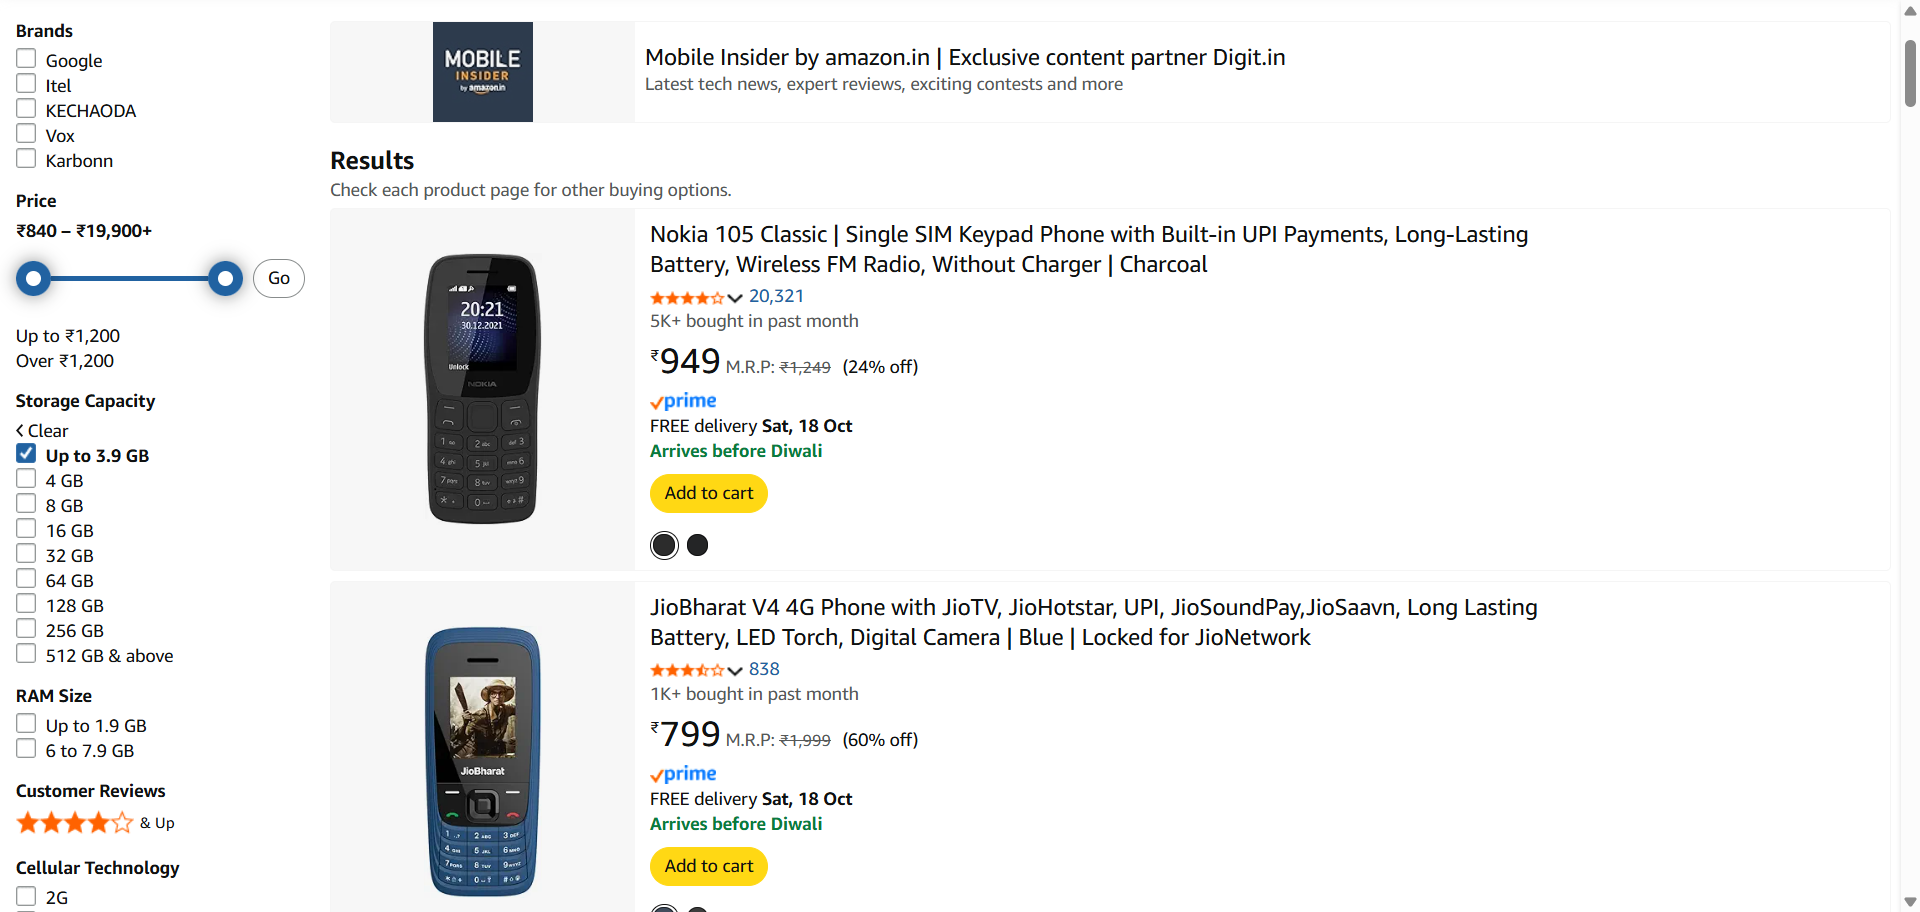 Brands
Google
Itel
KECHAODA
Vox
Karbonn
Price
₹840 – ₹19,900+
Go
Up to ₹1,200
Over ₹1,200
Storage Capacity
Clear
Up to 3.9 GB
4 GB
8 GB
16 GB
32 GB
64 GB
128 GB
256 GB
512 GB & above
RAM Size
Up to 1.9 GB
6 to 7.9 GB
Customer Reviews
& Up
Cellular Technology
2G
MOBILE
INSIDER
by amazon.in
Mobile Insider by amazon.in | Exclusive content partner Digit.in
Latest tech news, expert reviews, exciting contests and more
Results
Check each product page for other buying options.
20:21
30.12.2021
Unlock
NOKIA
Nokia 105 Classic | Single SIM Keypad Phone with Built-in UPI Payments, Long-Lasting
Battery, Wireless FM Radio, Without Charger | Charcoal
20,321
5K+ bought in past month
₹949 M.R.P: ₹1,249 (24% off)
prime
FREE delivery Sat, 18 Oct
Arrives before Diwali
Add to cart
JioBharat
JioBharat V4 4G Phone with JioTV, JioHotstar, UPI, JioSoundPay,JioSaavn, Long Lasting
Battery, LED Torch, Digital Camera | Blue | Locked for JioNetwork
838
1K+ bought in past month
₹799 M.R.P: ₹1,999 (60% off)
prime
FREE delivery Sat, 18 Oct
Arrives before Diwali
Add to cart